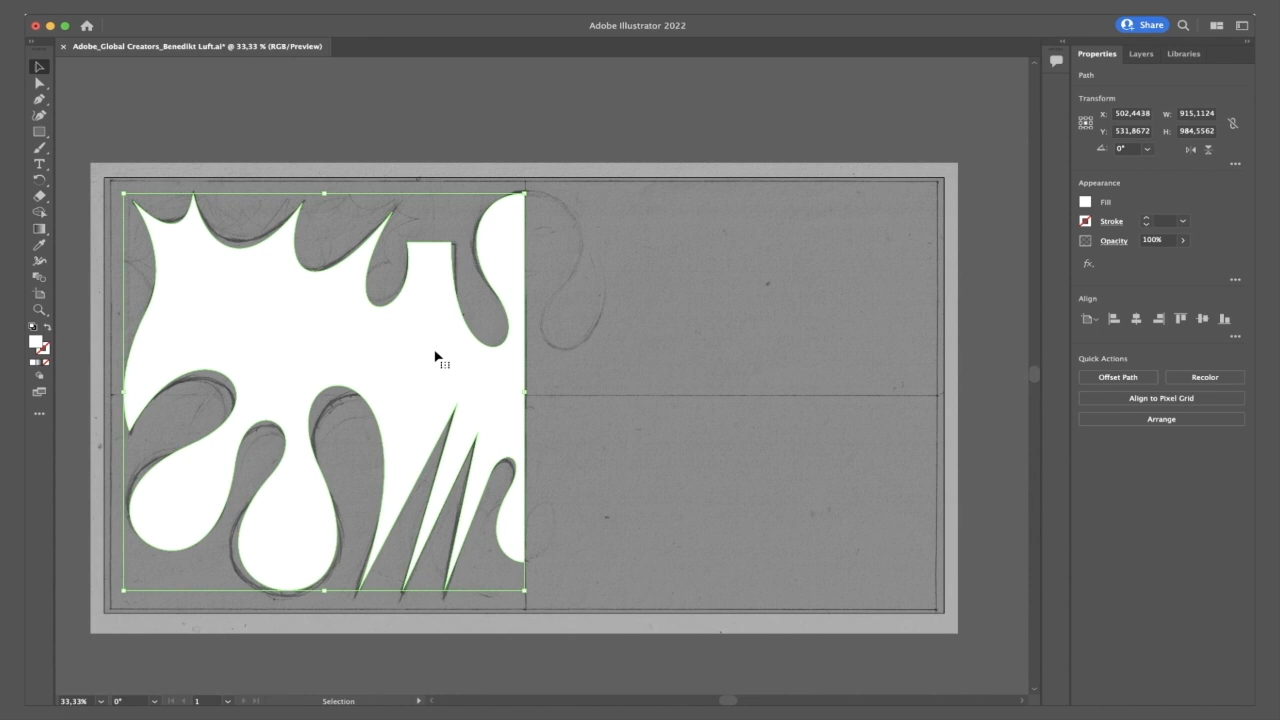 Adobe Illustrator 2022
Share
Adobe_Global Creators_Benedikt Luft.ai* @ 33,33 % (RGB/Preview)
Properties
Layers
Libraries
Path
Transform
X: 502,4438 W: 915,1124
Y: 531,8672 H: 984,5562
0°
Appearance
Fill
Stroke
Opacity 100%
fx.
Align
Quick Actions
Offset Path
Recolor
Align to Pixel Grid
Arrange
33,33% 0° 1 Selection